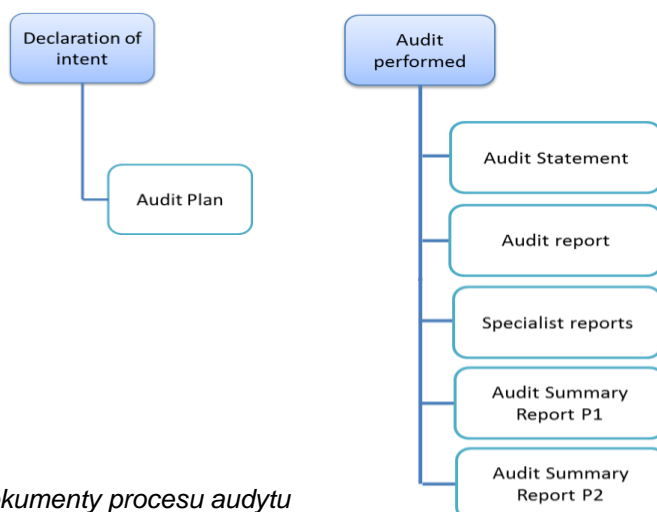 Declaration of
intent
Audit Plan
Audit
performed
Audit Statement
Audit report
Specialist reports
Audit Summary
Report P1
Audit Summary
Report P2
okumenty procesu audytu